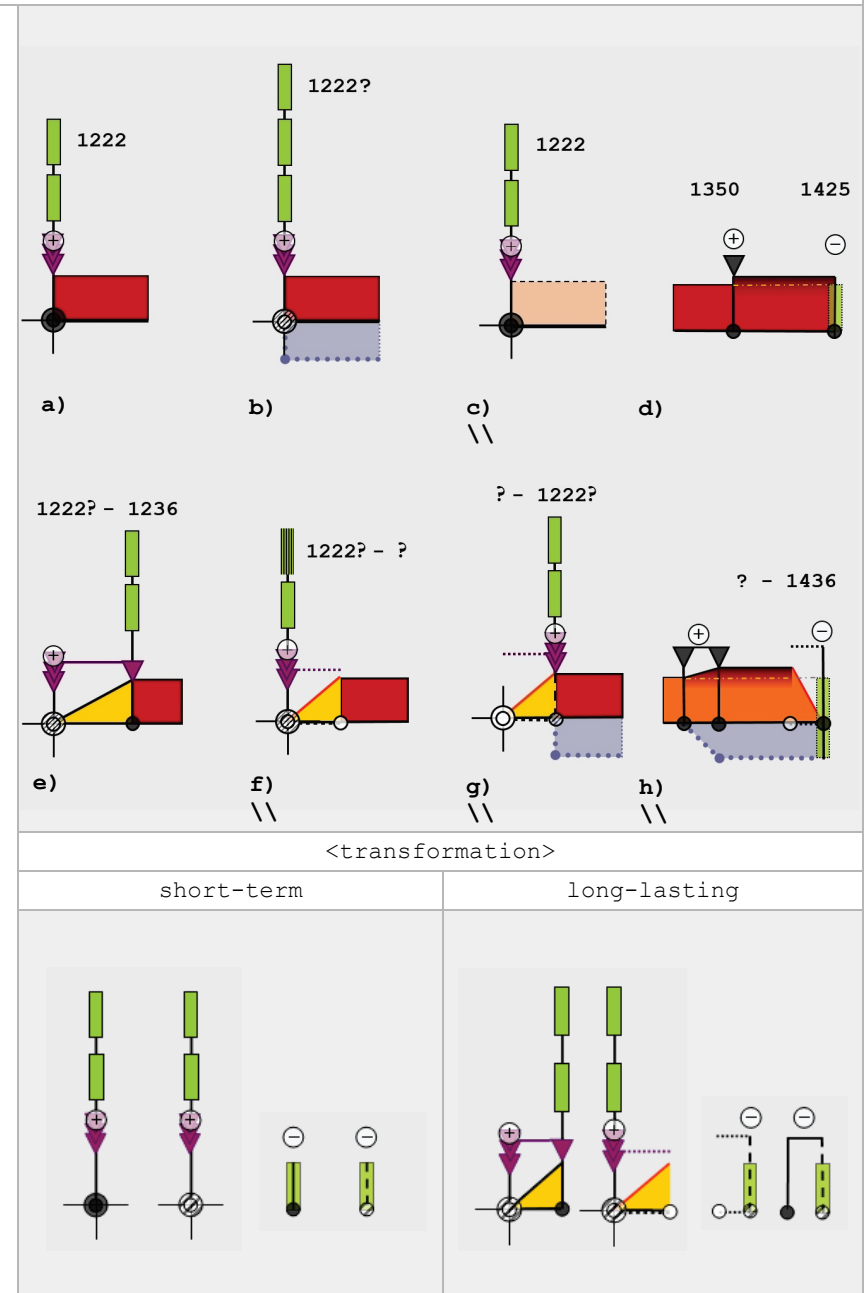 1222?
1222
1222
1350 1425
a) b) c) d)
\\
1222? - 1236
1222? - ?
? - 1222?
? - 1436
e) f) g) h)
\\ \\ \\
<transformation>
short-term long-lasting